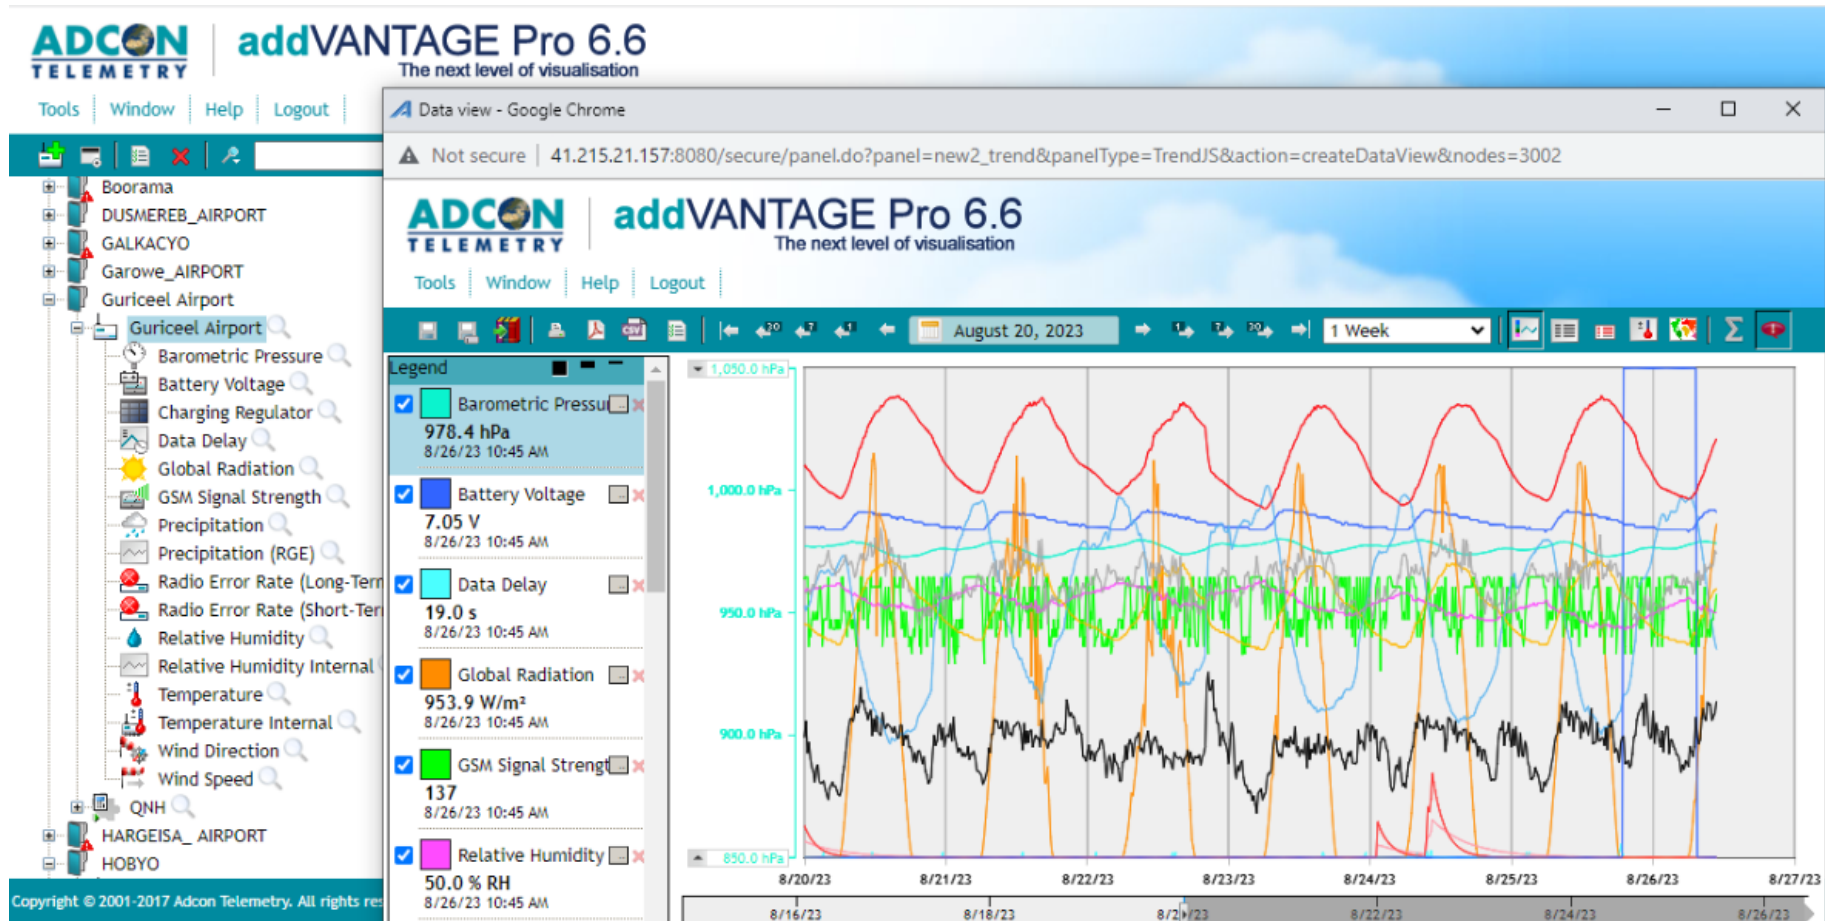 ADCON
TELEMETRY
addVANTAGE Pro 6.6
The next level of visualisation
Tools
Window
Help
Logout
Boorama
DUSMEREB_AIRPORT
GALKACYO
Garowe_AIRPORT
Guriceel Airport
Guriceel Airport
Barometric Pressure
Battery Voltage
Charging Regulator
Data Delay
Global Radiation
GSM Signal Strength
Precipitation
Precipitation (RGE)
Radio Error Rate (Long-Term
Radio Error Rate (Short-Ter
Relative Humidity
Relative Humidity Internal
Temperature
Temperature Internal
Wind Direction
Wind Speed
QNH
HARGEISA_ AIRPORT
HOBYO
Copyright © 2001-2017 Adcon Telemetry. All rights re
Data view - Google Chrome
Not secure
41.215.21.157:8080/secure/panel.do?panel=new2_trend&panelType=TrendJS&action=createDataView&nodes=3002
ADCON
TELEMETRY
addVANTAGE Pro 6.6
The next level of visualisation
Tools
Window
Help
Logout
CSV
30
7
1
August 20, 2023
1
7
30
1 Week
Legend
Barometric Pressu
978.4 hPa
8/26/23 10:45 AM
Battery Voltage
7.05 V
8/26/23 10:45 AM
Data Delay
19.0 s
8/26/23 10:45 AM
Global Radiation
953.9 W/m²
8/26/23 10:45 AM
GSM Signal Strengt
137
8/26/23 10:45 AM
Relative Humidity
50.0 % RH
8/26/23 10:45 AM
1,050.0 hPa
1,000.0 hPa
950.0 hPa
900.0 hPa
850.0 hPa
8/20/23
8/21/23
8/22/23
8/23/23
8/24/23
8/25/23
8/26/23
8/27/23
8/16/23
8/18/23
8/2 /23
8/22/23
8/24/23
8/26/23